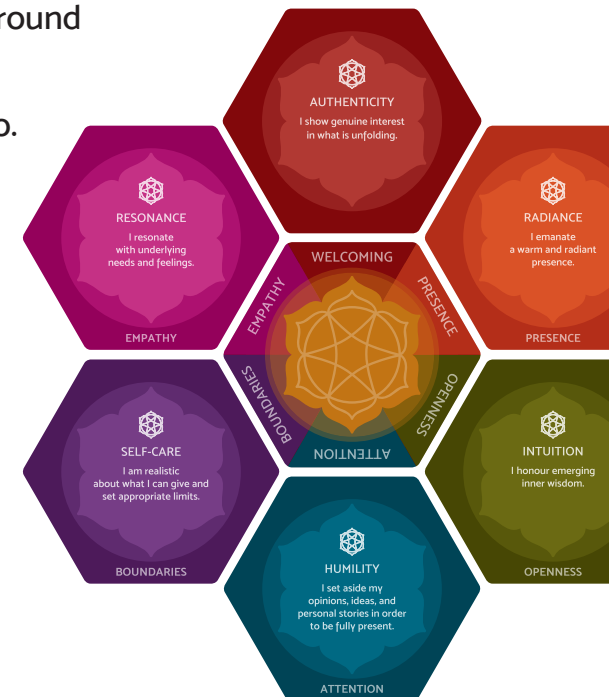 round
o.
AUTHENTICITY
I show genuine interest
in what is unfolding.
RESONANCE
I resonate
with underlying
needs and feelings.
EMPATHY
RADIANCE
I emanate
a warm and radiant
presence.
PRESENCE
WELCOMING
PRESENCE
OPENNESS
ATTENTION
BOUNDARIES
EMPATHY
SELF-CARE
I am realistic
about what I can give and
set appropriate limits.
BOUNDARIES
INTUITION
I honour emerging
inner wisdom.
OPENNESS
HUMILITY
I set aside my
opinions, ideas, and
personal stories in order
to be fully present.
ATTENTION